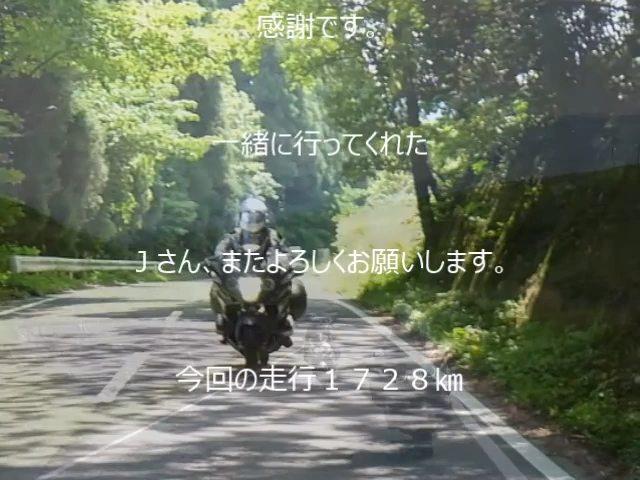 感謝です。
一緒に行ってくれた
Jさん、またよろしくお願いします。
今回の走行１７２８㎞